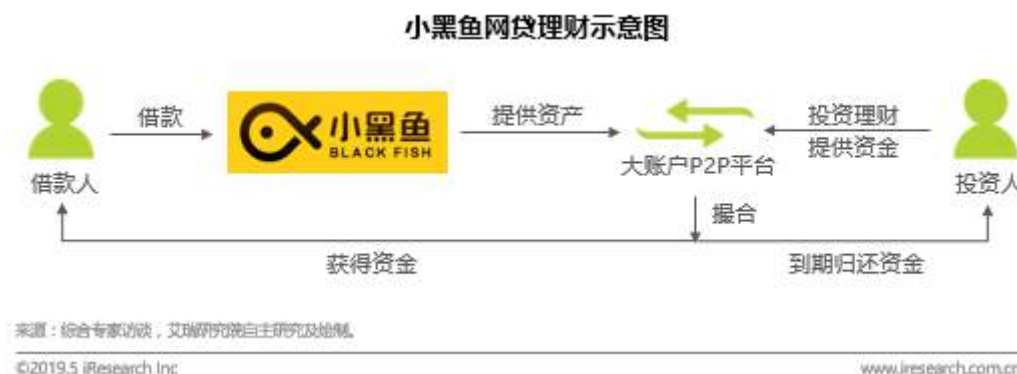 小黑鱼网贷理财示意图
借款
小黑鱼
BLACK FISH
提供资产
大账户P2P平台
投资理财
提供资金
借款人
投资人
撮合
获得资金
到期归还资金
来源：综合专家访谈，艾瑞研究院自主研究及绘制。
©2019.5 iResearch Inc
www.iresearch.com.cn